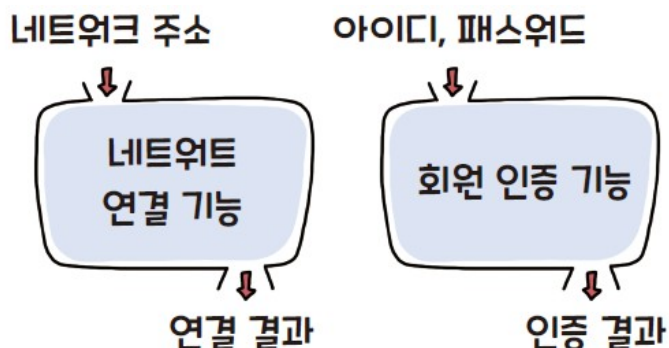 네트워크 주소
네트워트
연결 기능
연결 결과
아이디, 패스워드
회원 인증 기능
인증 결과